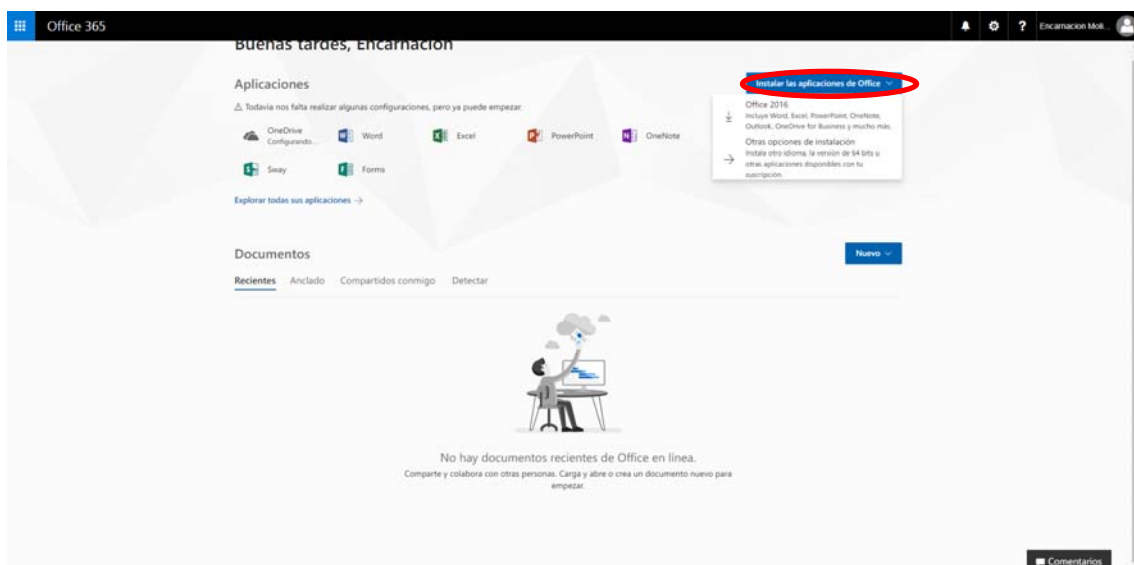 Office 365
? Encarnacion Moli...
Buenas tardes, Encarnación
Aplicaciones
Instalar las aplicaciones de Office
Todavía nos falta realizar algunas configuraciones, pero ya puede empezar.
Office 2016
Incluye Word, Excel, PowerPoint, OneNote,
Outlook, OneDrive for Business y mucho más.
OneDrive
Configurando...
Word
Excel
PowerPoint
OneNote
Otras opciones de instalación
Instala otro idioma, la versión de 64 bits u
otras aplicaciones disponibles con tu
suscripción.
Sway
Forms
Explorar todas sus aplicaciones →
Documentos
Nuevo
Recientes Anclado Compartidos conmigo Detectar
No hay documentos recientes de Office en línea.
Comparte y colabora con otras personas. Carga y abre o crea un documento nuevo para
empezar.
Comentarios